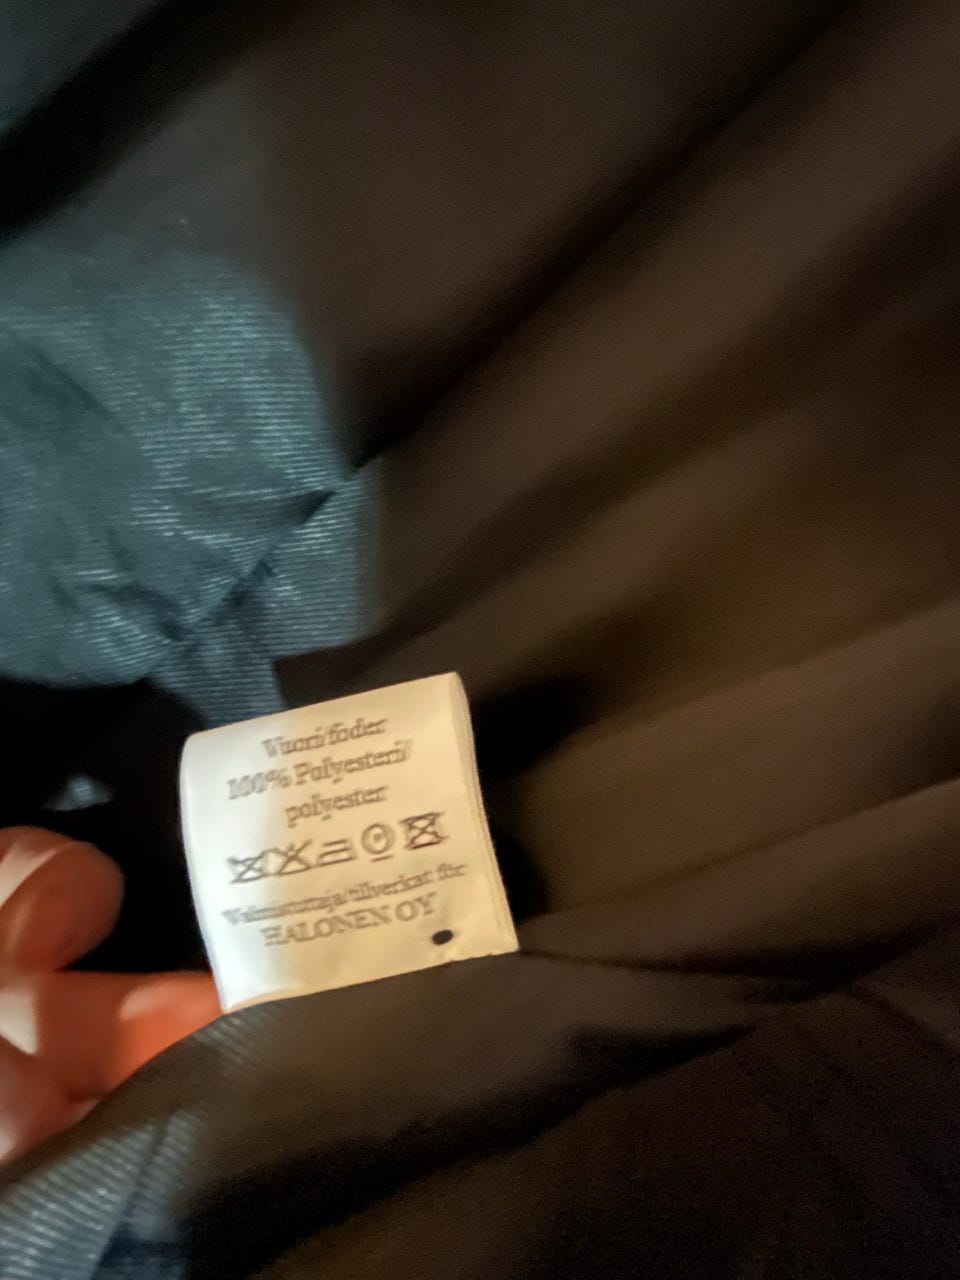 Vuori/foder
100% Polyesteri/
polyester
Valmistuttaja/tillverkat för
HALONEN OY